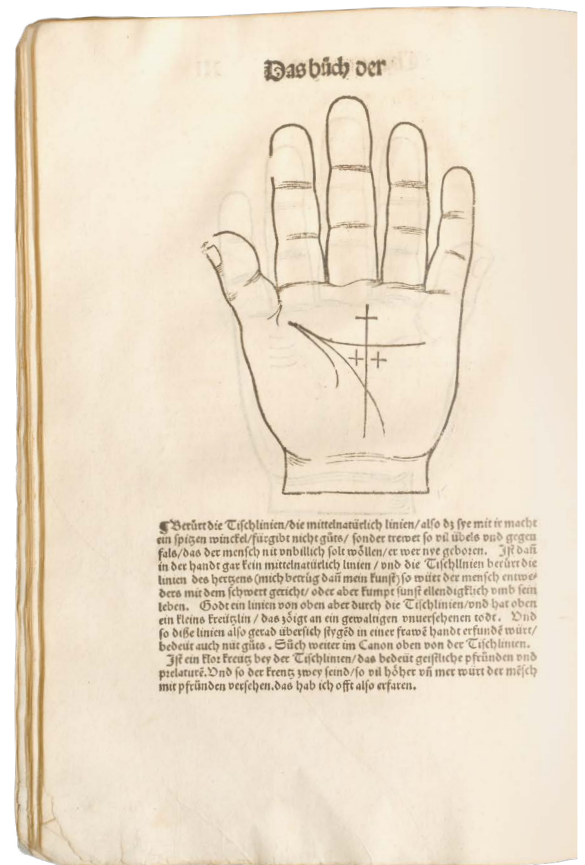 Das bůch der
¶Berürt die Tischlinien/die mittelnatürlich linien/also dz sye mit ir macht
ein spitzen winckel/fürgibt nicht gůts/ sonder trewet so vil übels vnd gegen
fals/das der mensch nit vnbillich solt wöllen/er wer nye geboren. Ist dañ
in der handt gar kein mittelnatürlich linien / vnd die Tischllnien berürt die
linien des hertzens (mich betrüg dañ mein kunst) so würt der mensch entwe⸗
ders mit dem schwert gericht/ oder aber kumpt sunst ellendigklich vmb sein
leben. Godt ein linien von oben aber durch die Tischlinien/vnd hat oben
ein kleins kreützlin / das zöigt an ein gewaltigen vnuersehenen todt. Vnd
so diße linien also gerad übersich stygēd in einer frawē handt erfundē würt/
bedeüt auch nüt gůts. Sůch weiter im Canon oben von der Tischlinien.
Ist ein klor kreutz bey der Tischlinien/das bedeüt geistliche pfründen vnd
prelaturē. Vnd so der krentz zwey seind/so vil höher vñ mer würt der mēsch
mit pfründen versehen. das hab ich offt also erfaren.